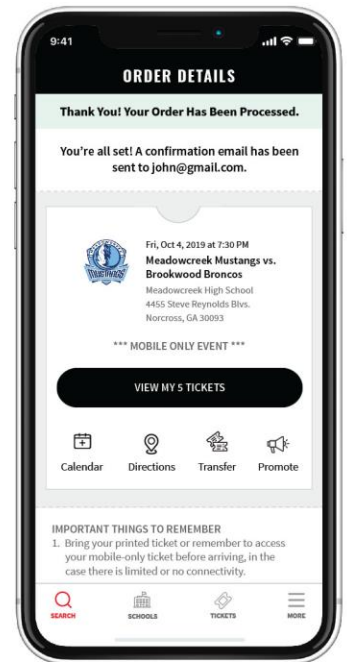 9:41
ORDER DETAILS
Thank You! Your Order Has Been Processed.
You're all set! A confirmation email has been
sent to john@gmail.com.
Fri, Oct 4, 2019 at 7:30 PM
Meadowcreek Mustangs vs.
Brookwood Broncos
Meadowcreek High School
4455 Steve Reynolds Blvs.
Norcross, GA 30093
MUSTANGS
*** MOBILE ONLY EVENT ***
VIEW MY 5 TICKETS
Calendar Directions Transfer Promote
IMPORTANT THINGS TO REMEMBER
1. Bring your printed ticket or remember to access
your mobile-only ticket before arriving, in the
case there is limited or no connectivity.
SEARCH SCHOOLS TICKETS MORE